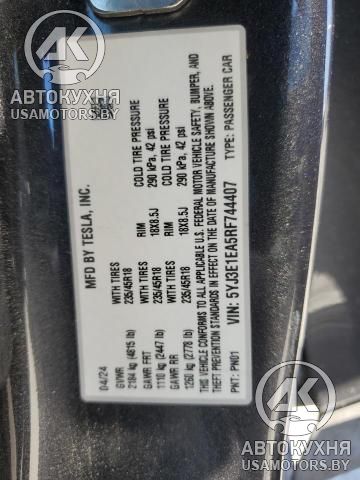 MFD BY TESLA, INC.
04/24
GVWR
2184 kg (4815 lb)
GAWR FRT
1110 kg (2447 lb)
GAWR RR
1260 kg (2778 lb)
WITH TIRES
235/45R18
WITH TIRES
235/45R18
RIM
18X8.5J
RIM
18X8.5J
COLD TIRE PRESSURE
290 kPa, 42 psi
COLD TIRE PRESSURE
290 kPa, 42 psi
THIS VEHICLE CONFORMS TO ALL APPLICABLE U.S. FEDERAL MOTOR VEHICLE SAFETY, BUMPER, AND
THEFT PREVENTION STANDARDS IN EFFECT ON THE DATE OF MANUFACTURE SHOWN ABOVE.
VIN: 5YJ3E1EA5RF744407
TYPE: PASSENGER CAR
PNT: PN01
АВТОКУХНЯ
USAMOTORS.BY
АВТОКУХНЯ
USAMOTORS.BY